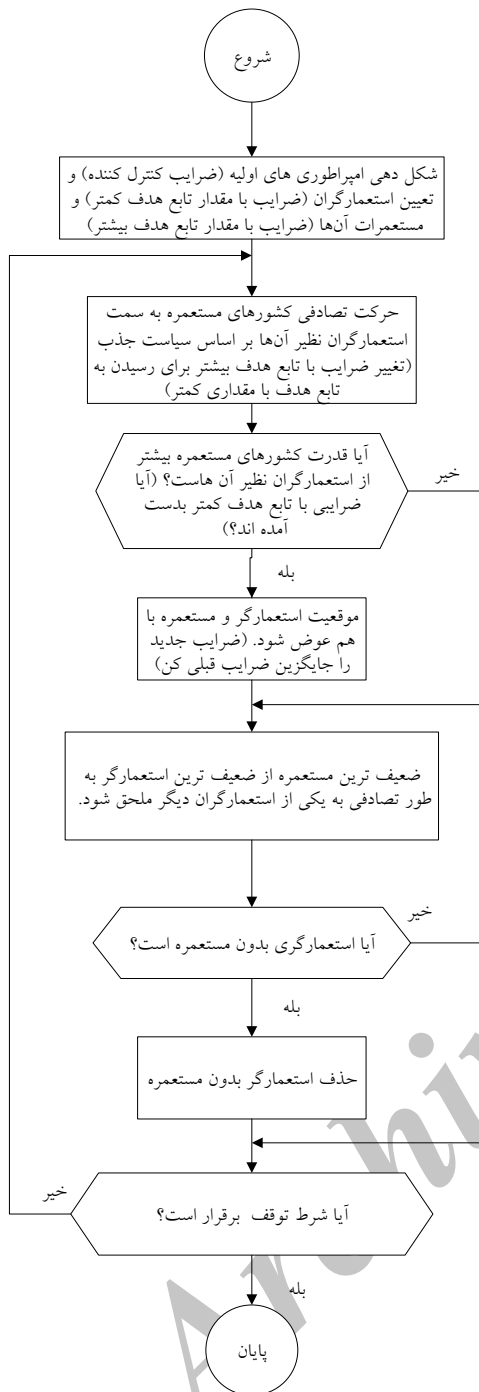 شروع
شکل دهی امپراطوری های اولیه (ضرایب کنترل کننده) و
تعیین استعمارگران (ضرایب با مقدار تابع هدف کمتر) و
مستعمرات آن‌ها (ضرایب با مقدار تابع هدف بیشتر)
حرکت تصادفی کشورهای مستعمره به سمت
استعمارگران نظیر آن‌ها بر اساس سیاست جذب
(تغییر ضرایب با تابع هدف بیشتر برای رسیدن به
تابع هدف با مقداری کمتر)
آیا قدرت کشورهای مستعمره بیشتر
از استعمارگران نظیر آن هاست؟ (آیا
ضرایبی با تابع هدف کمتر بدست
آمده اند؟)
خیر
بله
موقعیت استعمارگر و مستعمره با
هم عوض شود. (ضرایب جدید
را جایگزین ضرایب قبلی کن)
ضعیف ترین مستعمره از ضعیف ترین استعمارگر به
طور تصادفی به یکی از استعمارگران دیگر ملحق شود.
آیا استعمارگری بدون مستعمره است؟
خیر
بله
حذف استعمارگر بدون مستعمره
آیا شرط توقف برقرار است؟
خیر
بله
پایان